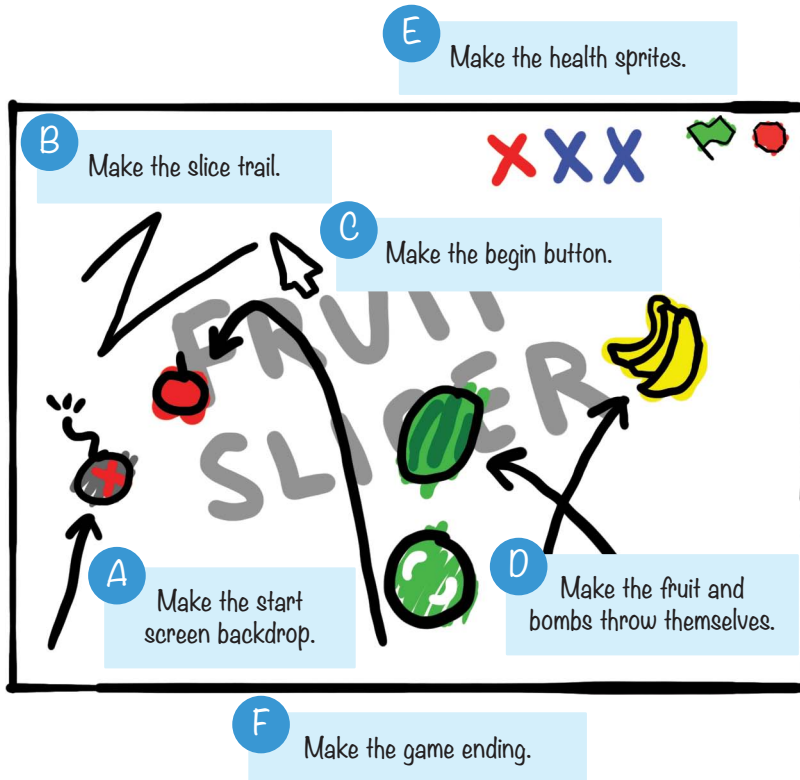 E
Make the health sprites.
B
Make the slice trail.
X X X
C
Make the begin button.
FRUIT
SLICER
A
Make the start
screen backdrop.
D
Make the fruit and
bombs throw themselves.
F
Make the game ending.